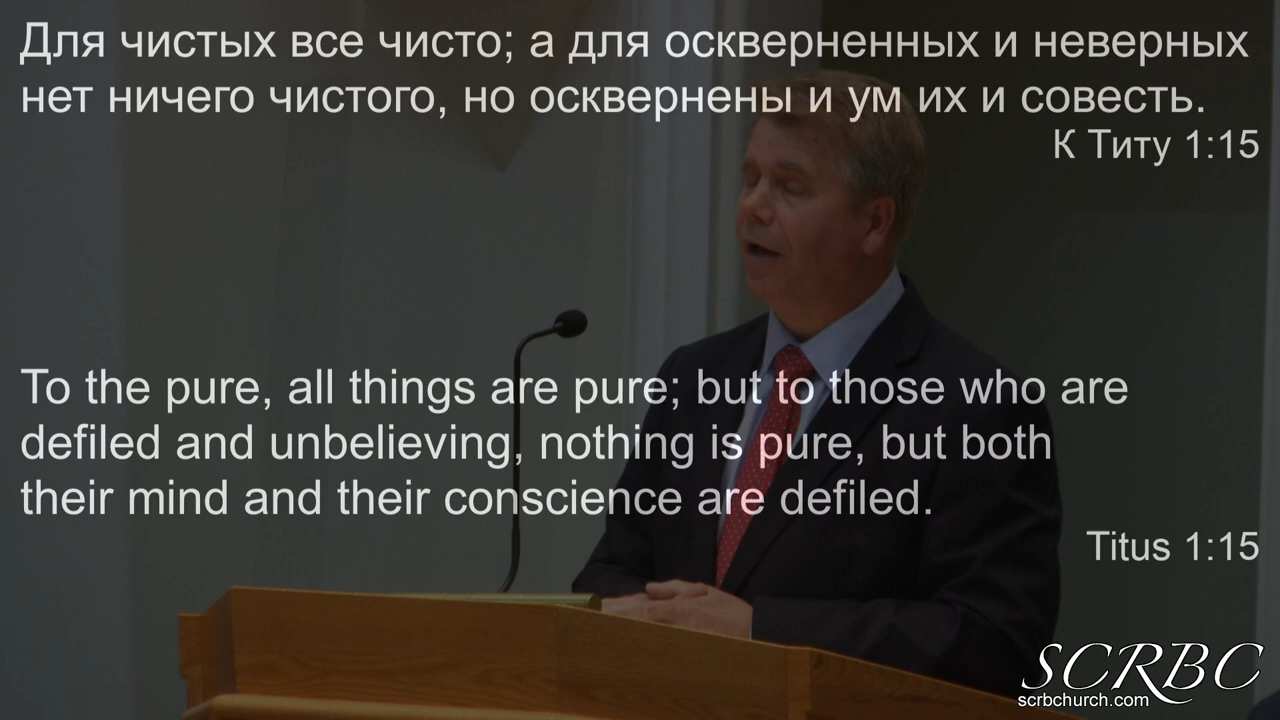 Для чистых все чисто; а для оскверненных и неверных
нет ничего чистого, но осквернены и ум их и совесть.
К Титу 1:15
To the pure, all things are pure; but to those who are
defiled and unbelieving, nothing is pure, but both
their mind and their conscience are defiled.
Titus 1:15
SCRBC
scrbchurch.com